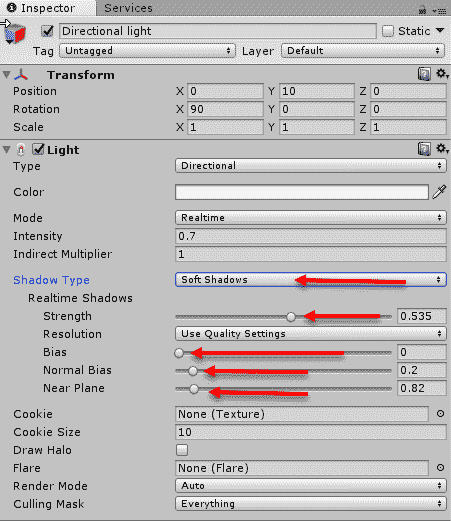 Inspector Services
Directional light Static
Tag Untagged Layer Default
Transform
Position X 0 Y 10 Z 0
Rotation X 90 Y 0 Z 0
Scale X 1 Y 1 Z 1
Light
Type Directional
Color
Mode Realtime
Intensity 0.7
Indirect Multiplier 1
Shadow Type Soft Shadows
Realtime Shadows
Strength 0.535
Resolution Use Quality Settings
Bias 0
Normal Bias 0.2
Near Plane 0.82
Cookie None (Texture)
Cookie Size 10
Draw Halo
Flare None (Flare)
Render Mode Auto
Culling Mask Everything